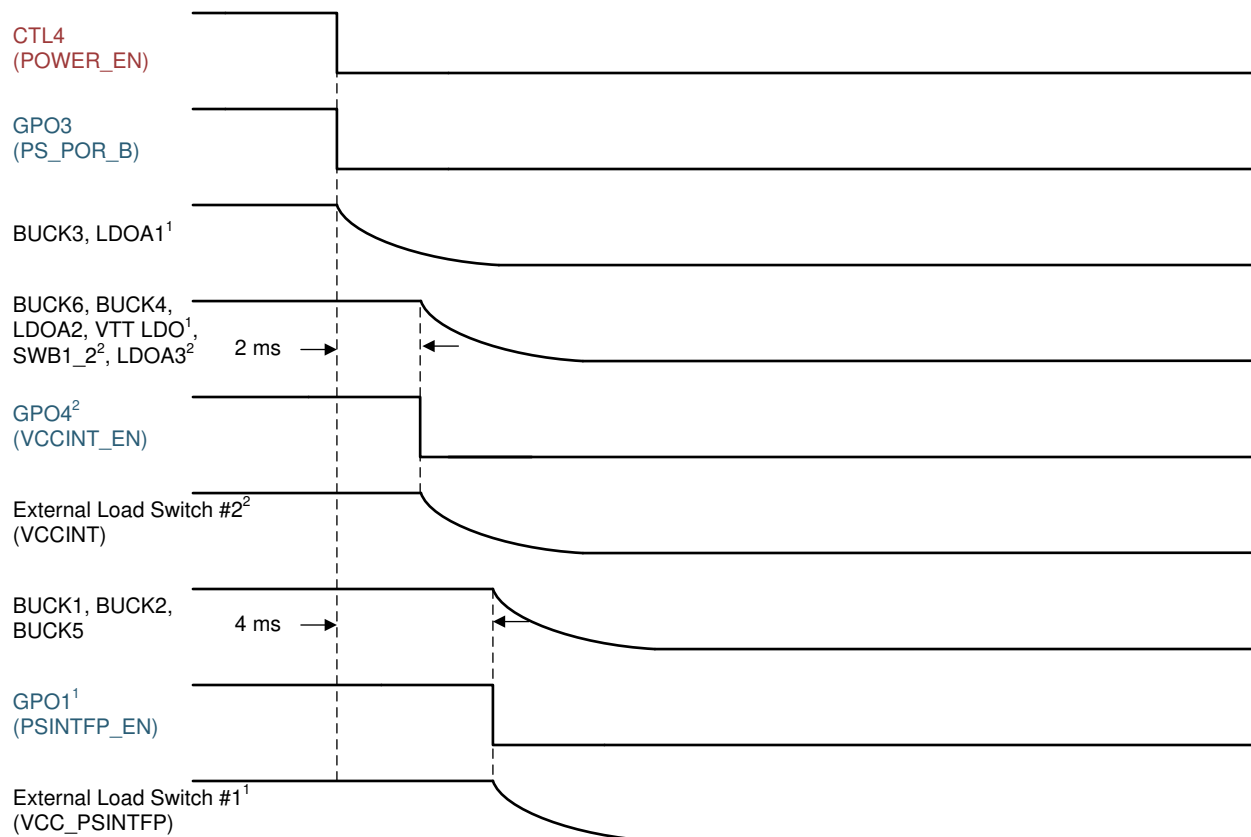 CTL4
(POWER_EN)
GPO3
(PS_POR_B)
BUCK3, LDOA1¹
BUCK6, BUCK4,
LDOA2, VTT LDO¹,
SWB1_2², LDOA3²
2 ms
GPO4²
(VCCINT_EN)
External Load Switch #2²
(VCCINT)
BUCK1, BUCK2,
BUCK5
4 ms
GPO1¹
(PSINTFP_EN)
External Load Switch #1¹
(VCC_PSINTFP)